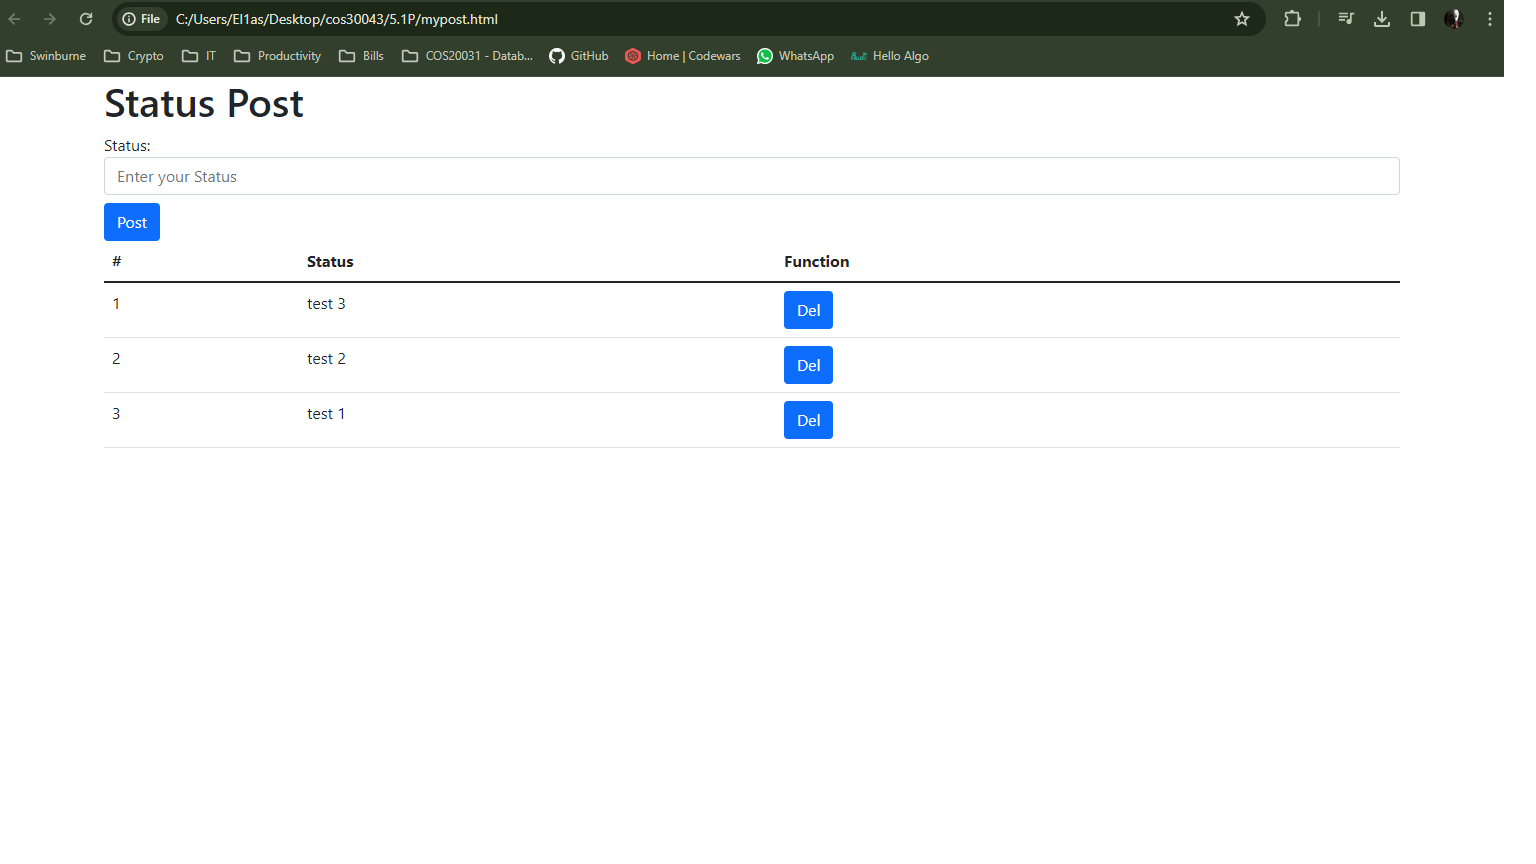 File C:/Users/El1as/Desktop/cos30043/5.1P/mypost.html
Swinburne Crypto IT Productivity Bills COS20031 - Datab... GitHub Home | Codewars WhatsApp Hello Algo
Status Post
Status:
Enter your Status
Post
# Status Function
1 test 3 Del
2 test 2 Del
3 test 1 Del